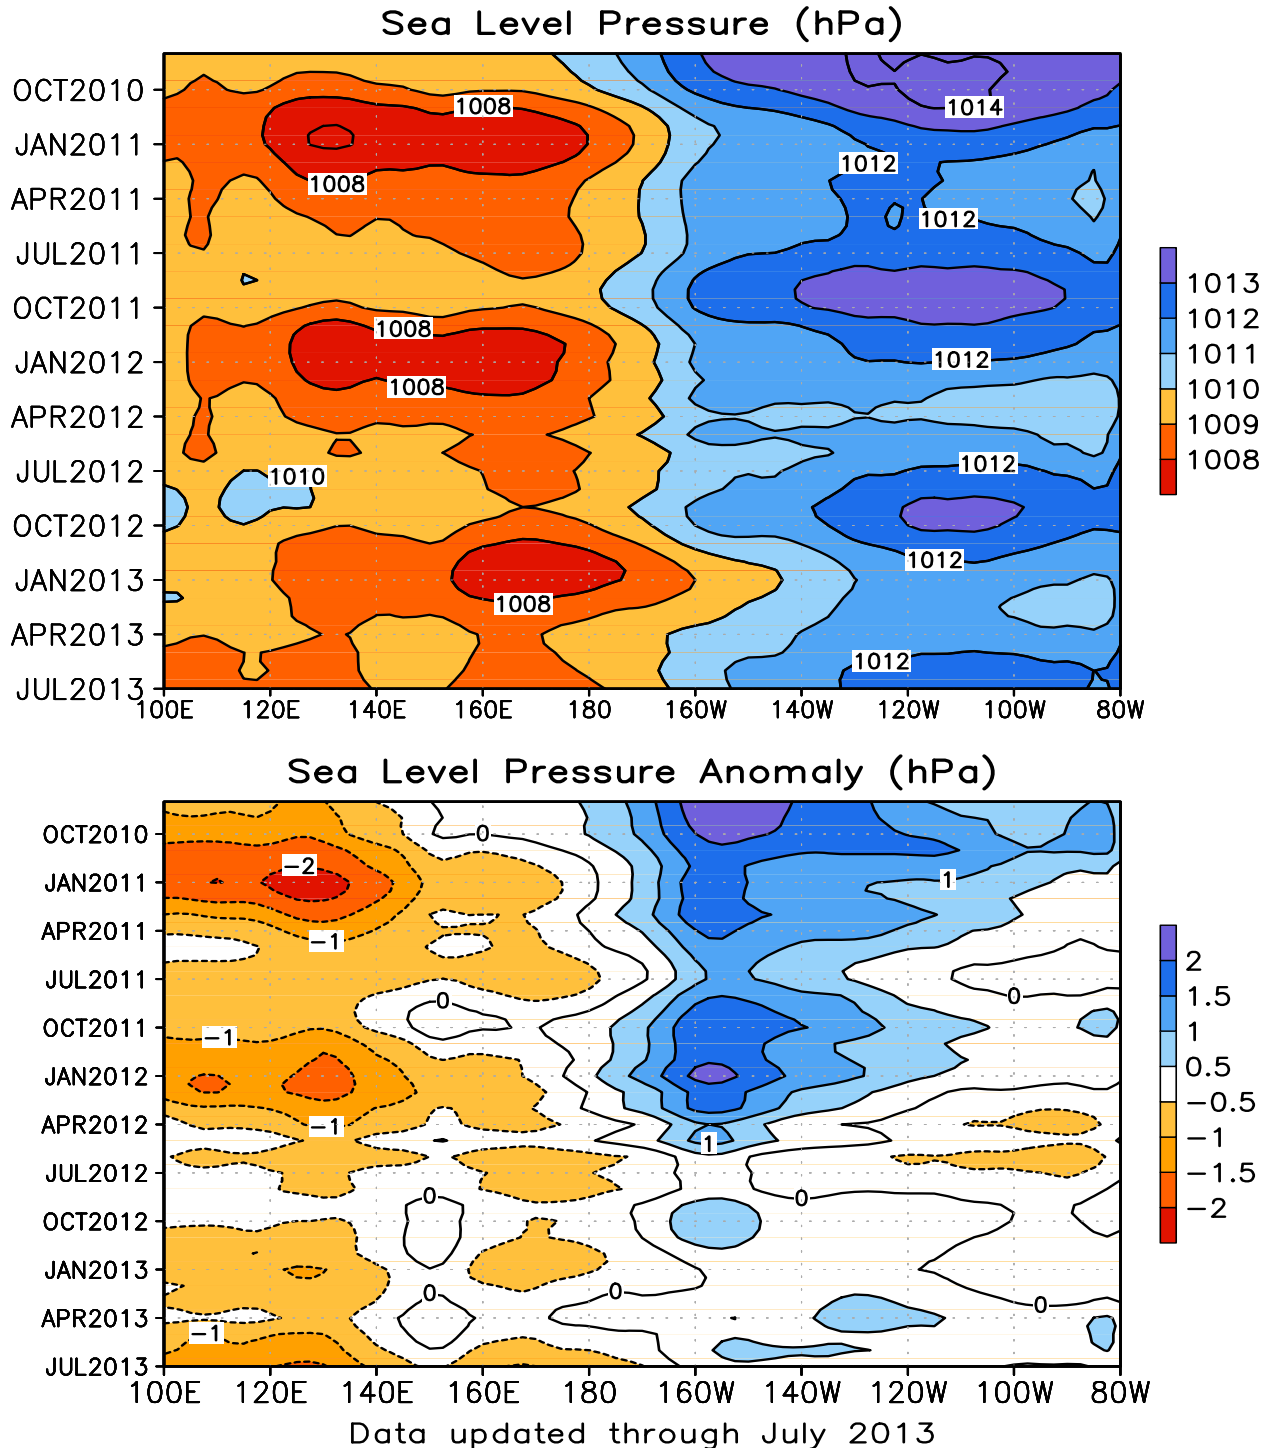 Sea Level Pressure (hPa)
OCT2010
JAN2011
APR2011
JUL2011
OCT2011
JAN2012
APR2012
JUL2012
OCT2012
JAN2013
APR2013
JUL2013
1008
1014
1012
1008
1012
1008
1012
1008
1012
1010
1012
1008
1012
1013
1012
1011
1010
1009
1008
100E 120E 140E 160E 180 160W 140W 120W 100W 80W
Sea Level Pressure Anomaly (hPa)
OCT2010
JAN2011
APR2011
JUL2011
OCT2011
JAN2012
APR2012
JUL2012
OCT2012
JAN2013
APR2013
JUL2013
0
-2
1
-1
0
0
-1
-1
1
0
0
0
0
0
-1
2
1.5
1
0.5
-0.5
-1
-1.5
-2
100E 120E 140E 160E 180 160W 140W 120W 100W 80W
Data updated through July 2013